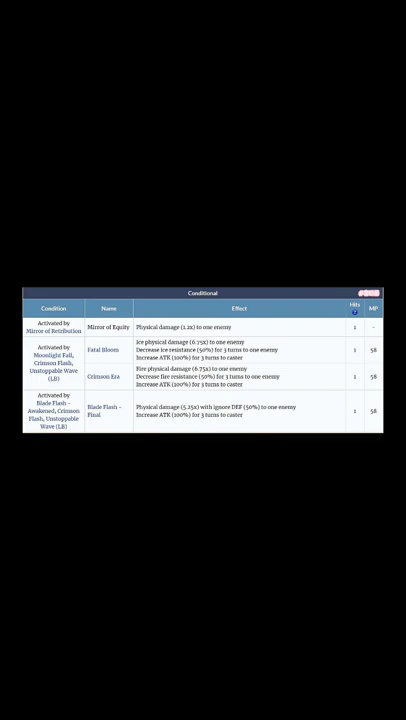 Conditional
Condition Name Effect Hits MP
?
Activated by
Mirror of Retribution
Mirror of Equity
Physical damage (1.2x) to one enemy
1
-
Activated by
Moonlight Fall,
Crimson Flash,
Unstoppable Wave
(LB)
Fatal Bloom
Ice physical damage (6.75x) to one enemy
Decrease ice resistance (50%) for 3 turns to one enemy
Increase ATK (100%) for 3 turns to caster
1
58
Crimson Era
Fire physical damage (6.75x) to one enemy
Decrease fire resistance (50%) for 3 turns to one enemy
Increase ATK (100%) for 3 turns to caster
1
58
Activated by
Blade Flash -
Awakened, Crimson
Flash, Unstoppable
Wave (LB)
Blade Flash -
Final
Physical damage (5.25x) with ignore DEF (50%) to one enemy
Increase ATK (100%) for 3 turns to caster
1
58